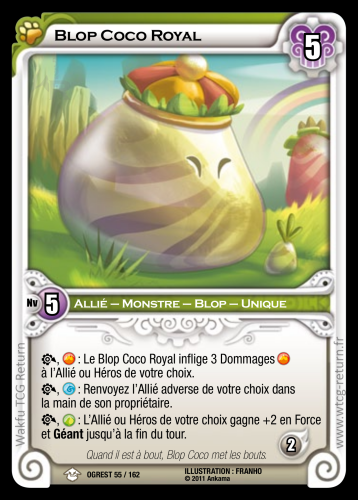 Blop Coco Royal
5
Nv 5 Allié – Monstre – Blop – Unique
, : Le Blop Coco Royal inflige 3 Dommages
à l'Allié ou Héros de votre choix.
, : Renvoyez l'Allié adverse de votre choix dans
la main de son propriétaire.
, : L'Allié ou Héros de votre choix gagne +2 en Force
et Géant jusqu'à la fin du tour.
Quand il est à bout, Blop Coco met les bouts.
2
OGREST 55 / 162
ILLUSTRATION : FRANHO
© 2011 Ankama
Wakfu TCG Return
www.wtcg-return.fr